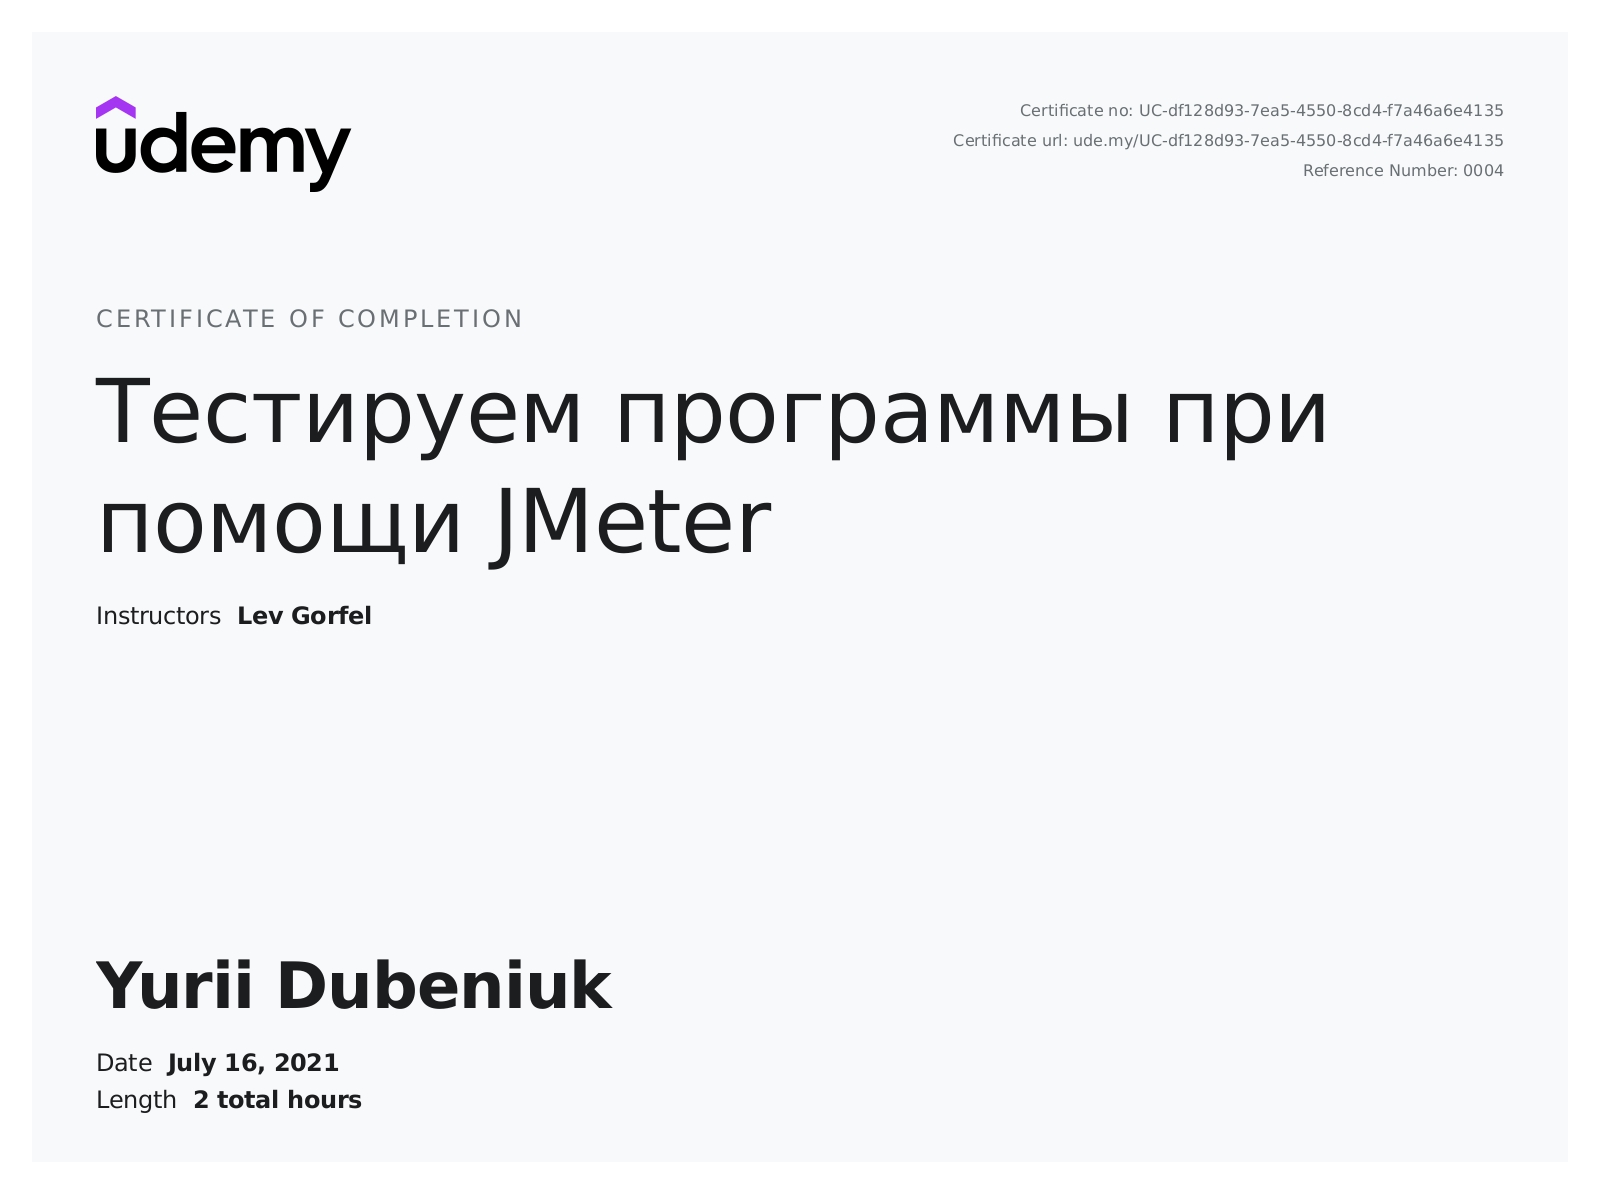 udemy
Certificate no: UC-df128d93-7ea5-4550-8cd4-f7a46a6e4135
Certificate url: ude.my/UC-df128d93-7ea5-4550-8cd4-f7a46a6e4135
Reference Number: 0004
CERTIFICATE OF COMPLETION
Тестируем программы при
помощи JMeter
Instructors Lev Gorfel
Yurii Dubeniuk
Date July 16, 2021
Length 2 total hours